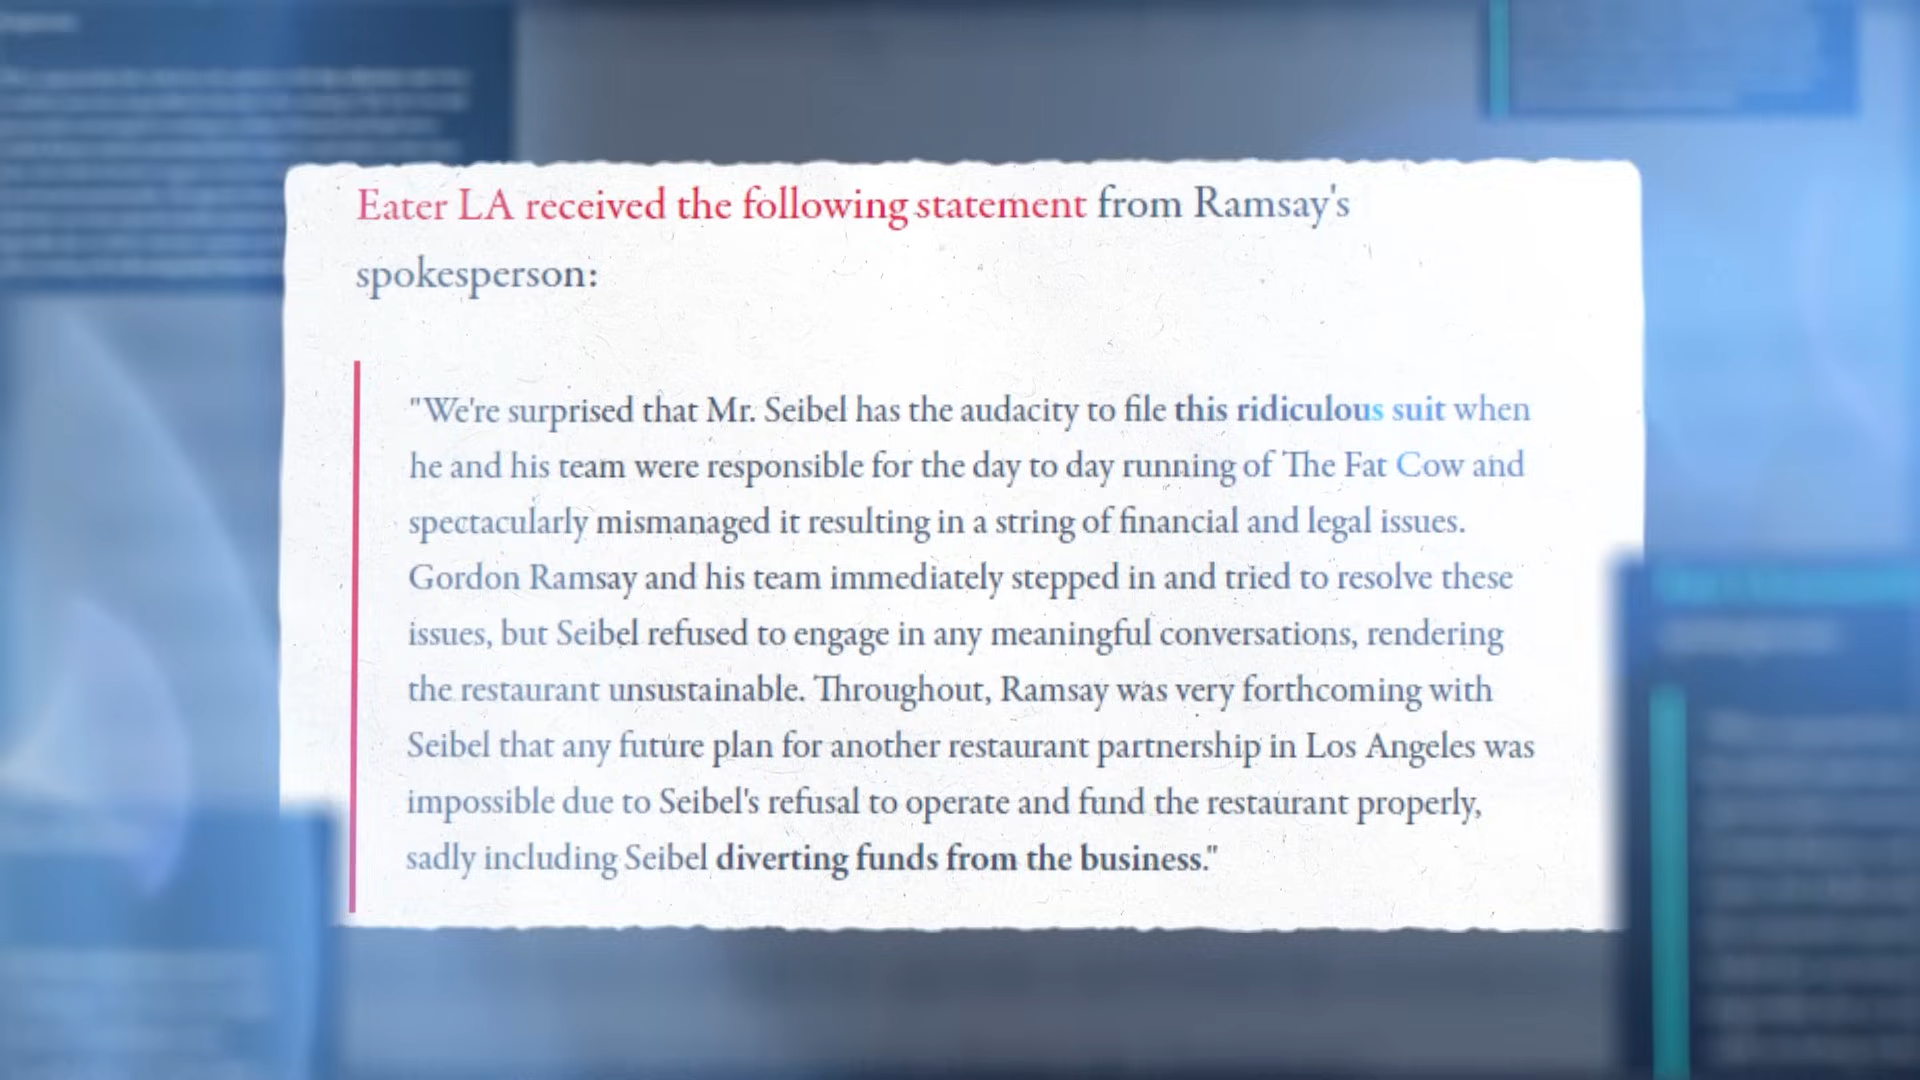 Eater LA received the following statement from Ramsay's
spokesperson:
"We're surprised that Mr. Seibel has the audacity to file this ridiculous suit when
he and his team were responsible for the day to day running of The Fat Cow and
spectacularly mismanaged it resulting in a string of financial and legal issues.
Gordon Ramsay and his team immediately stepped in and tried to resolve these
issues, but Seibel refused to engage in any meaningful conversations, rendering
the restaurant unsustainable. Throughout, Ramsay was very forthcoming with
Seibel that any future plan for another restaurant partnership in Los Angeles was
impossible due to Seibel's refusal to operate and fund the restaurant properly,
sadly including Seibel diverting funds from the business."